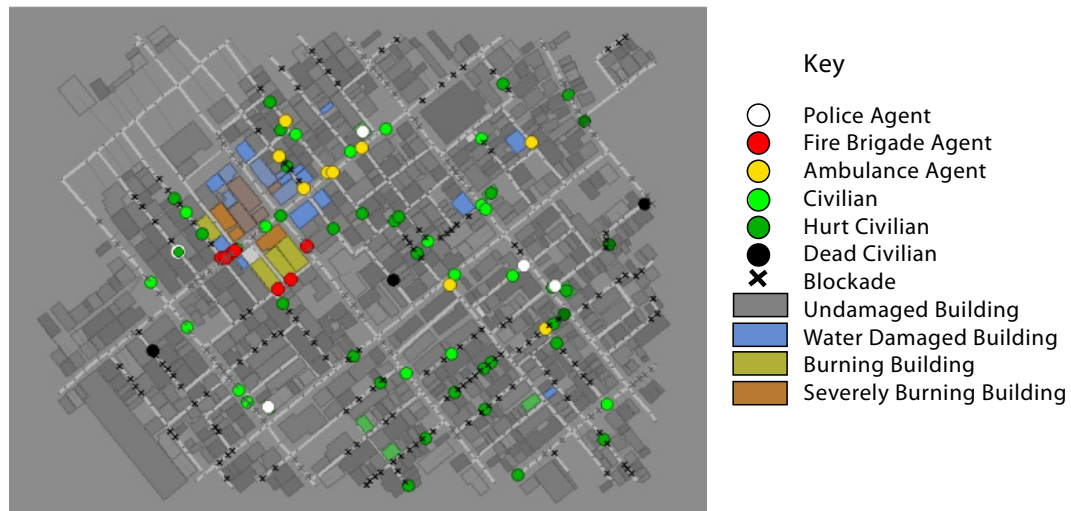 Key
Police Agent
Fire Brigade Agent
Ambulance Agent
Civilian
Hurt Civilian
Dead Civilian
Blockade
Undamaged Building
Water Damaged Building
Burning Building
Severely Burning Building